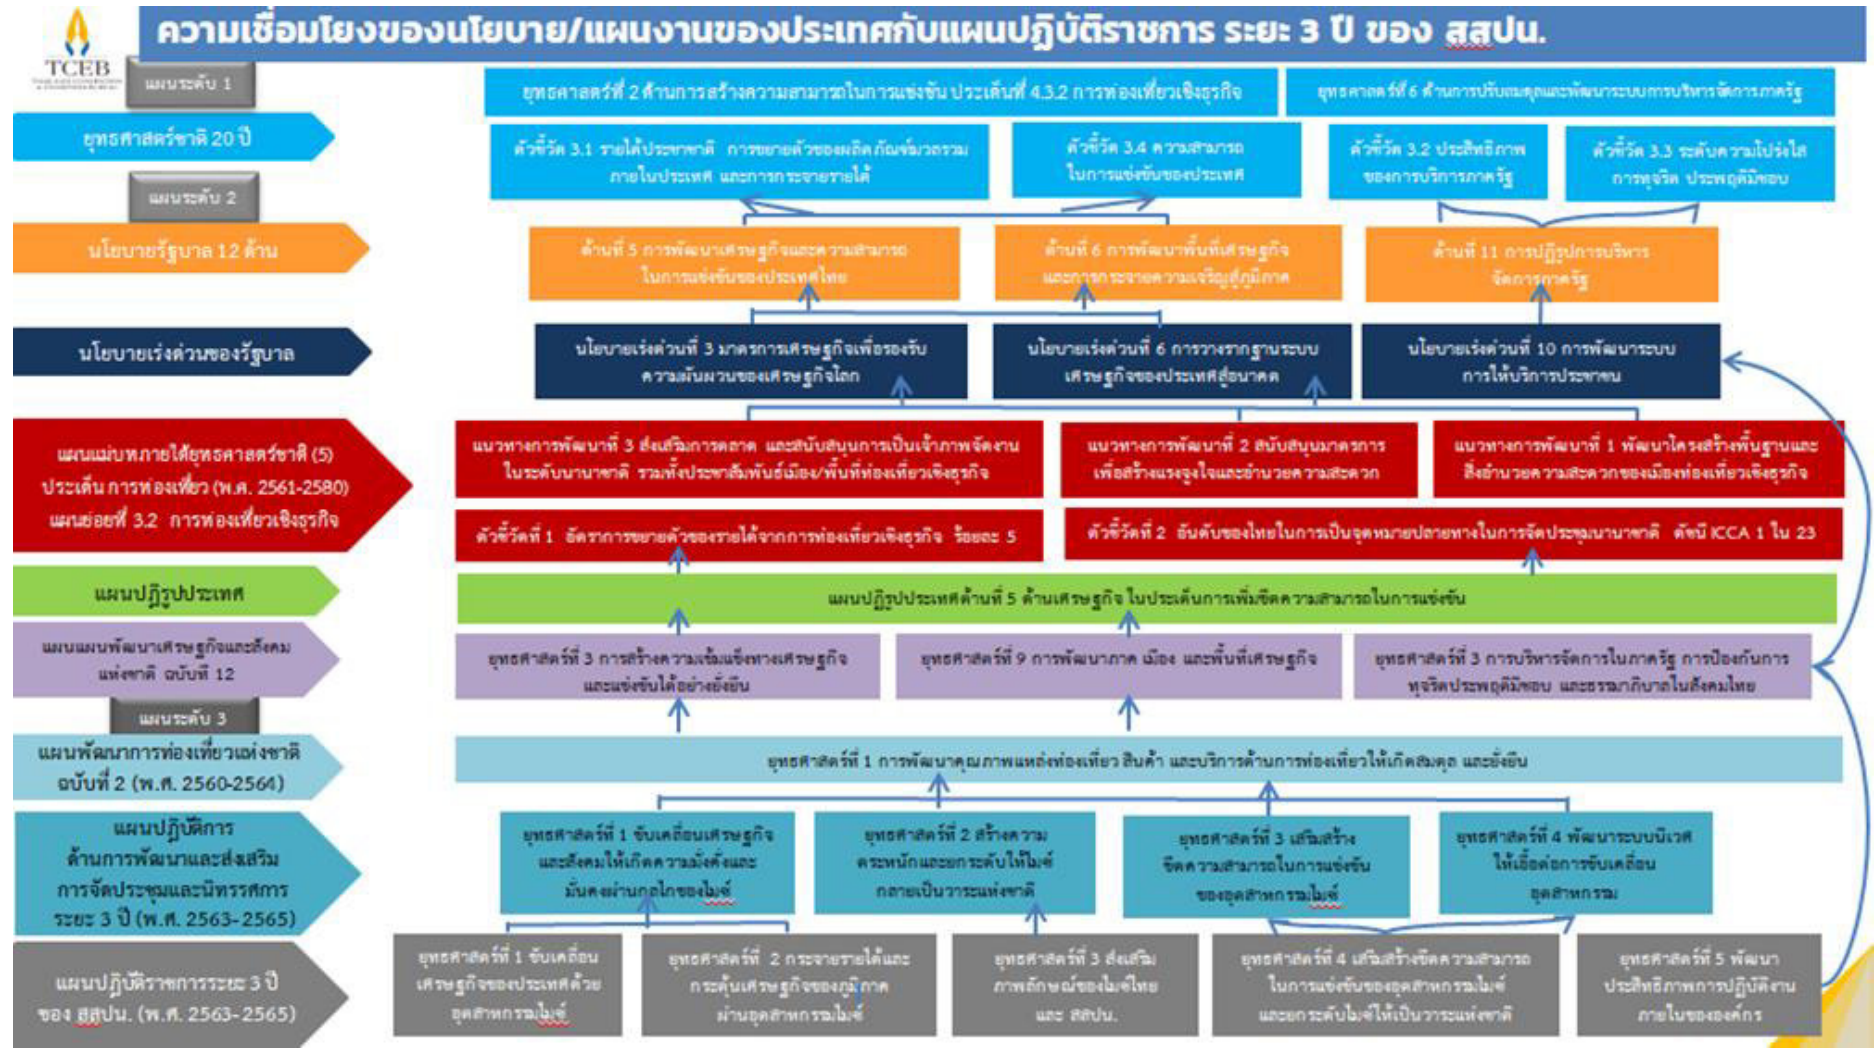 ความเชื่อมโยงของนโยบาย/แผนงานของประเทศกับแผนปฏิบัติราชการ ระยะ 3 ปี ของ สสปน.
TCEB
แผนระดับ 1
ยุทธศาสตร์ที่ 2 ด้านการสร้างความสามารถในการแข่งขัน ประเด็นที่ 4.3.2 การท่องเที่ยวเชิงธุรกิจ
ยุทธศาสตร์ที่ 6 ด้านการปรับสมดุลและพัฒนาระบบการบริหารจัดการภาครัฐ
ยุทธศาสตร์ชาติ 20 ปี
ตัวชี้วัด 3.1 รายได้ประชาชาติ การขยายตัวของผลิตภัณฑ์มวลรวม
ภายในประเทศ และการกระจายรายได้
ตัวชี้วัด 3.4 ความสามารถ
ในการแข่งขันของประเทศ
ตัวชี้วัด 3.2 ประสิทธิภาพ
ของการบริการภาครัฐ
ตัวชี้วัด 3.3 ระดับความโปร่งใส
การทุจริต ประพฤติมิชอบ
แผนระดับ 2
นโยบายรัฐบาล 12 ด้าน
ด้านที่ 5 การพัฒนาเศรษฐกิจและความสามารถ
ในการแข่งขันของประเทศไทย
ด้านที่ 6 การพัฒนาพื้นที่เศรษฐกิจ
และการกระจายความเจริญสู่ภูมิภาค
ด้านที่ 11 การปฏิรูปการบริหาร
จัดการภาครัฐ
นโยบายเร่งด่วนของรัฐบาล
นโยบายเร่งด่วนที่ 3 มาตรการเศรษฐกิจเพื่อรองรับ
ความผันผวนของเศรษฐกิจโลก
นโยบายเร่งด่วนที่ 6 การวางรากฐานระบบ
เศรษฐกิจของประเทศสู่อนาคต
นโยบายเร่งด่วนที่ 10 การพัฒนาระบบ
การให้บริการประชาชน
แผนแม่บทภายใต้ยุทธศาสตร์ชาติ (5)
ประเด็น การท่องเที่ยว (พ.ศ. 2561-2580)
แผนย่อยที่ 3.2 การท่องเที่ยวเชิงธุรกิจ
แนวทางการพัฒนาที่ 3 ส่งเสริมการตลาด และสนับสนุนการเป็นเจ้าภาพจัดงาน
ในระดับนานาชาติ รวมทั้งประชาสัมพันธ์เมือง/พื้นที่ท่องเที่ยวเชิงธุรกิจ
แนวทางการพัฒนาที่ 2 สนับสนุนมาตรการ
เพื่อสร้างแรงจูงใจและอำนวยความสะดวก
แนวทางการพัฒนาที่ 1 พัฒนาโครงสร้างพื้นฐานและ
สิ่งอำนวยความสะดวกของเมืองท่องเที่ยวเชิงธุรกิจ
ตัวชี้วัดที่ 1 อัตราการขยายตัวของรายได้จากการท่องเที่ยวเชิงธุรกิจ ร้อยละ 5
ตัวชี้วัดที่ 2 อันดับของไทยในการเป็นจุดหมายปลายทางในการจัดประชุมนานาชาติ ดัชนี ICCA 1 ใน 23
แผนปฏิรูปประเทศ
แผนปฏิรูปประเทศด้านที่ 5 ด้านเศรษฐกิจ ในประเด็นการเพิ่มขีดความสามารถในการแข่งขัน
แผนแผนพัฒนาเศรษฐกิจและสังคม
แห่งชาติ ฉบับที่ 12
ยุทธศาสตร์ที่ 3 การสร้างความเข้มแข็งทางเศรษฐกิจ
และแข่งขันได้อย่างยั่งยืน
ยุทธศาสตร์ที่ 9 การพัฒนาภาค เมือง และพื้นที่เศรษฐกิจ
ยุทธศาสตร์ที่ 3 การบริหารจัดการในภาครัฐ การป้องกันการ
ทุจริตประพฤติมิชอบ และธรรมาภิบาลในสังคมไทย
แผนระดับ 3
แผนพัฒนาการท่องเที่ยวแห่งชาติ
ฉบับที่ 2 (พ.ศ. 2560-2564)
ยุทธศาสตร์ที่ 1 การพัฒนาคุณภาพแหล่งท่องเที่ยว สินค้า และบริการด้านการท่องเที่ยวให้เกิดสมดุล และยั่งยืน
แผนปฏิบัติการ
ด้านการพัฒนาและส่งเสริม
การจัดประชุมและนิทรรศการ
ระยะ 3 ปี (พ.ศ. 2563-2565)
ยุทธศาสตร์ที่ 1 ขับเคลื่อนเศรษฐกิจ
และสังคมให้เกิดความมั่งคั่งและ
มั่นคงผ่านกลไกของไมซ์
ยุทธศาสตร์ที่ 2 สร้างความ
ตระหนักและยกระดับให้ไมซ์
กลายเป็นวาระแห่งชาติ
ยุทธศาสตร์ที่ 3 เสริมสร้าง
ขีดความสามารถในการแข่งขัน
ของอุตสาหกรรมไมซ์
ยุทธศาสตร์ที่ 4 พัฒนาระบบนิเวศ
ให้เอื้อต่อการขับเคลื่อน
อุตสาหกรรม
แผนปฏิบัติราชการระยะ 3 ปี
ของ สสปน. (พ.ศ. 2563-2565)
ยุทธศาสตร์ที่ 1 ขับเคลื่อน
เศรษฐกิจของประเทศด้วย
อุตสาหกรรมไมซ์
ยุทธศาสตร์ที่ 2 กระจายรายได้และ
กระตุ้นเศรษฐกิจของภูมิภาค
ผ่านอุตสาหกรรมไมซ์
ยุทธศาสตร์ที่ 3 ส่งเสริม
ภาพลักษณ์ของไมซ์ไทย
และ สสปน.
ยุทธศาสตร์ที่ 4 เสริมสร้างขีดความสามารถ
ในการแข่งขันของอุตสาหกรรมไมซ์
และยกระดับไมซ์ให้เป็นวาระแห่งชาติ
ยุทธศาสตร์ที่ 5 พัฒนา
ประสิทธิภาพการปฏิบัติงาน
ภายในขององค์กร